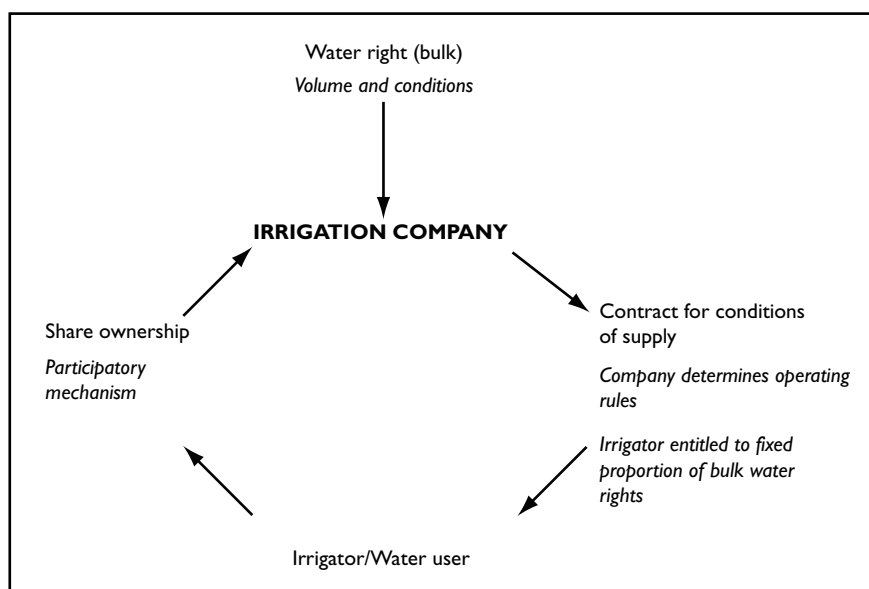 Water right (bulk)
Volume and conditions
IRRIGATION COMPANY
Share ownership
Participatory
mechanism
Contract for conditions
of supply
Company determines operating
rules
Irrigator entitled to fixed
proportion of bulk water
rights
Irrigator/Water user